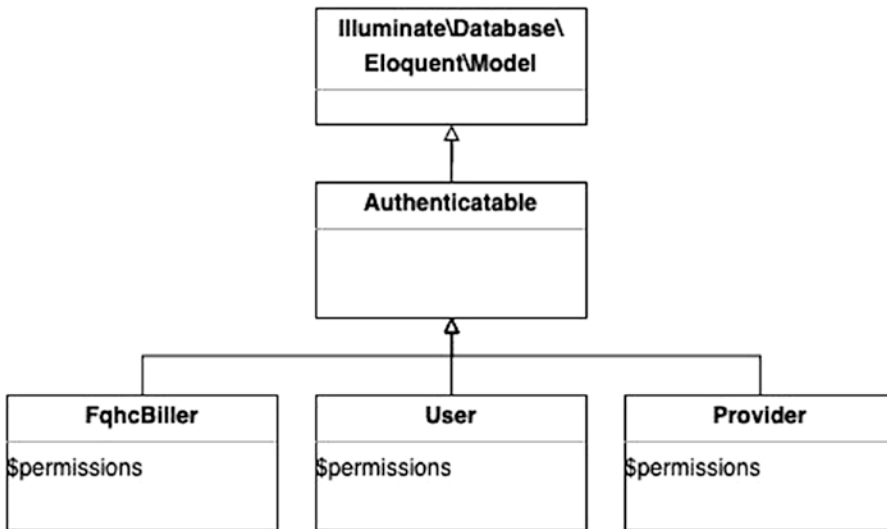 Illuminate\Database\
Eloquent\Model
Authenticatable
FqhcBiller
$permissions
User
$permissions
Provider
$permissions